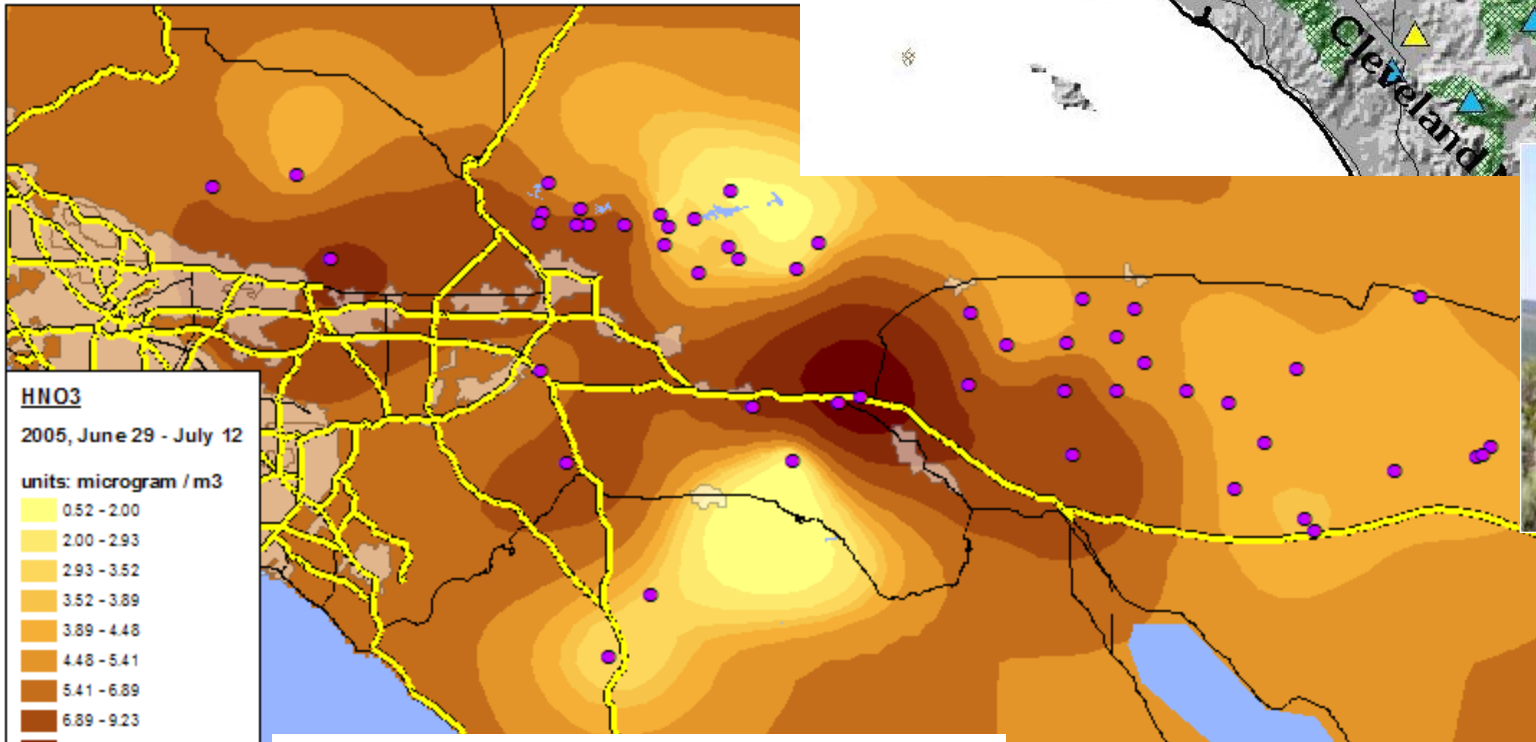 Cleveland
HNO3
2005, June 29 - July 12
units: microgram / m3
0.52 - 2.00
2.00 - 2.93
2.93 - 3.52
3.52 - 3.89
3.89 - 4.48
4.48 - 5.41
5.41 - 6.89
6.89 - 9.23